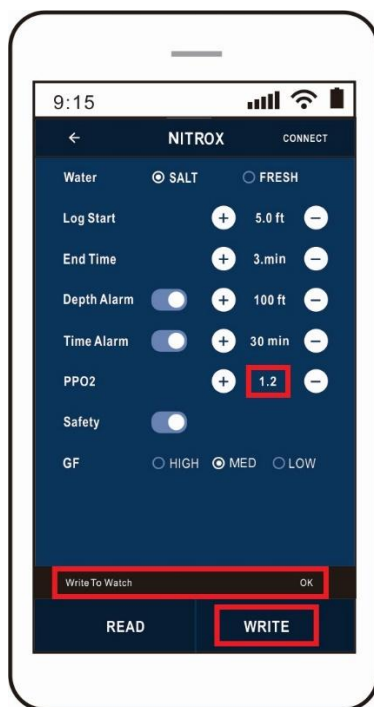 9:15
← NITROX CONNECT
Water SALT FRESH
Log Start + 5.0 ft −
End Time + 3.min −
Depth Alarm + 100 ft −
Time Alarm + 30 min −
PPO2 + 1.2 −
Safety
GF HIGH MED LOW
Write To Watch OK
READ WRITE